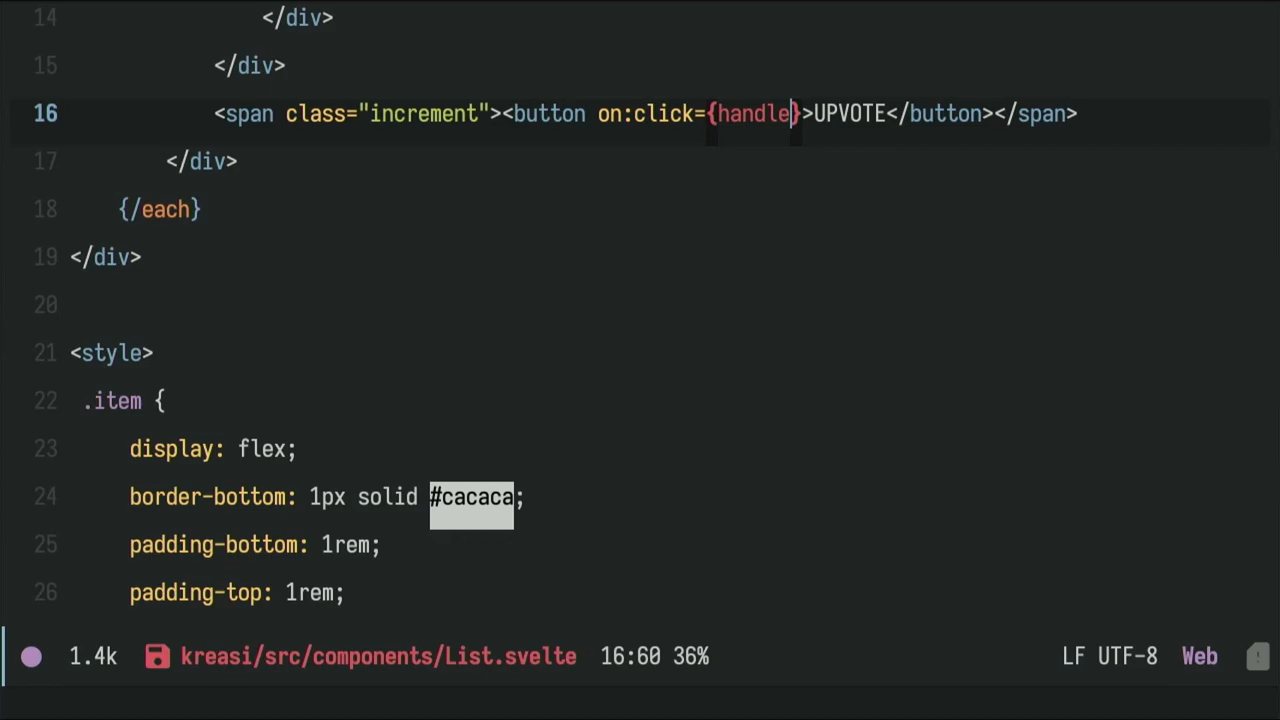 14 </div>
15 </div>
16 <span class="increment"><button on:click={handle}>UPVOTE</button></span>
17 </div>
18 {/each}
19 </div>
20
21 <style>
22 .item {
23 display: flex;
24 border-bottom: 1px solid #cacaca;
25 padding-bottom: 1rem;
26 padding-top: 1rem;
1.4k kreasi/src/components/List.svelte 16:60 36% LF UTF-8 Web